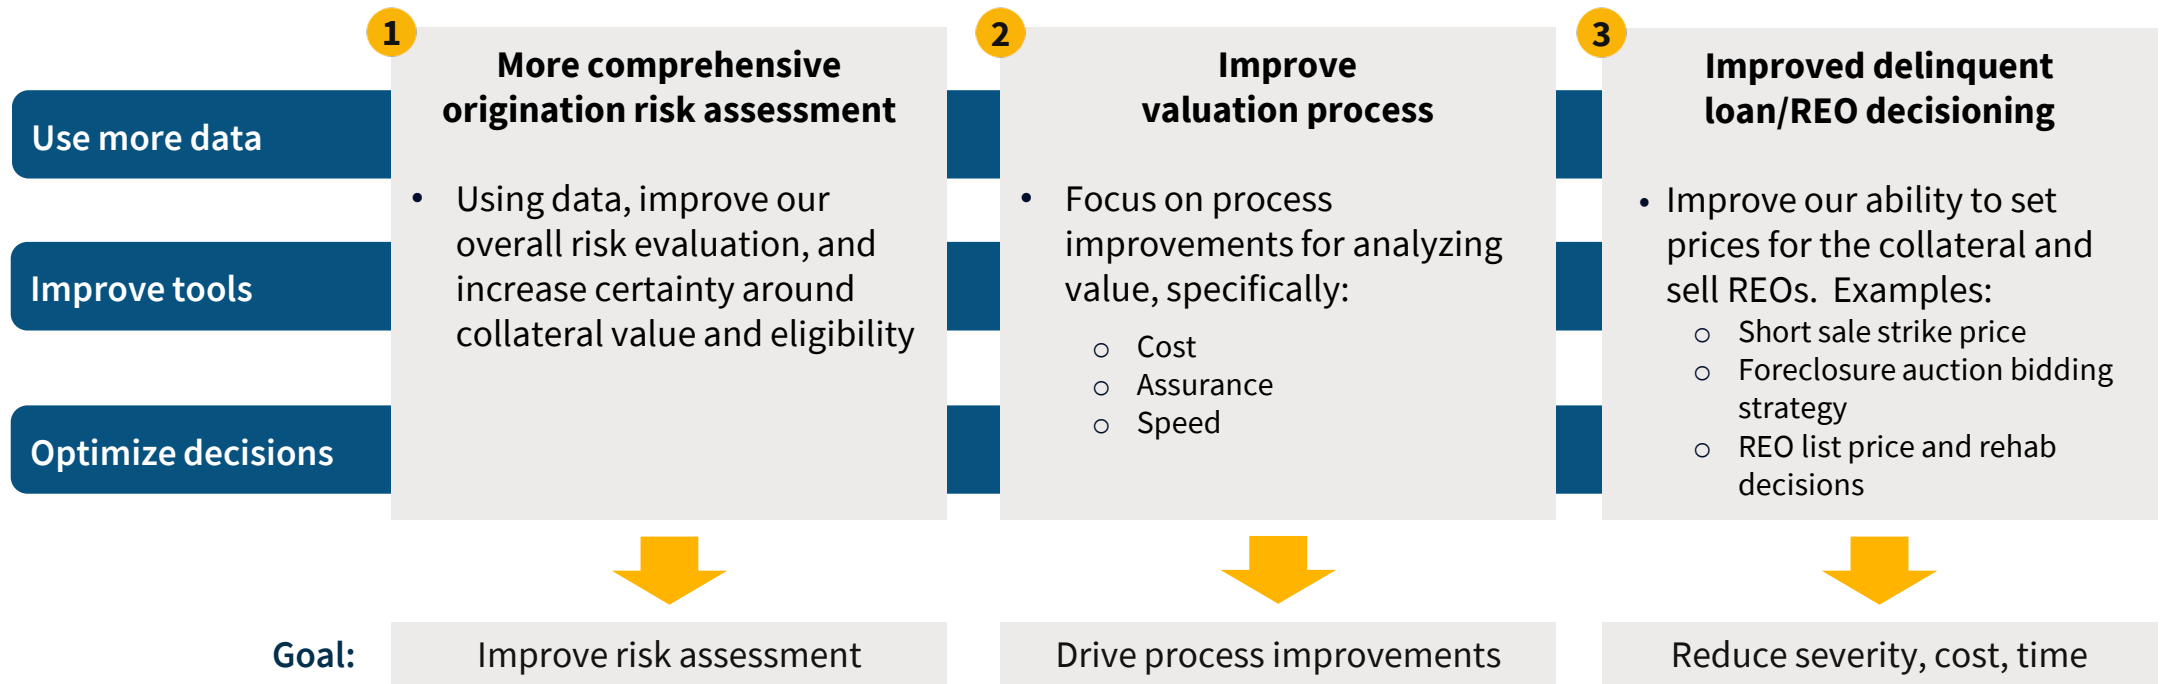 1
More comprehensive
origination risk assessment
• Using data, improve our
overall risk evaluation, and
increase certainty around
collateral value and eligibility
2
Improve
valuation process
• Focus on process
improvements for analyzing
value, specifically:
○ Cost
○ Assurance
○ Speed
3
Improved delinquent
loan/REO decisioning
• Improve our ability to set
prices for the collateral and
sell REOs.  Examples:
○ Short sale strike price
○ Foreclosure auction bidding
strategy
○ REO list price and rehab
decisions
Use more data
Improve tools
Optimize decisions
Goal:
Improve risk assessment
Drive process improvements
Reduce severity, cost, time